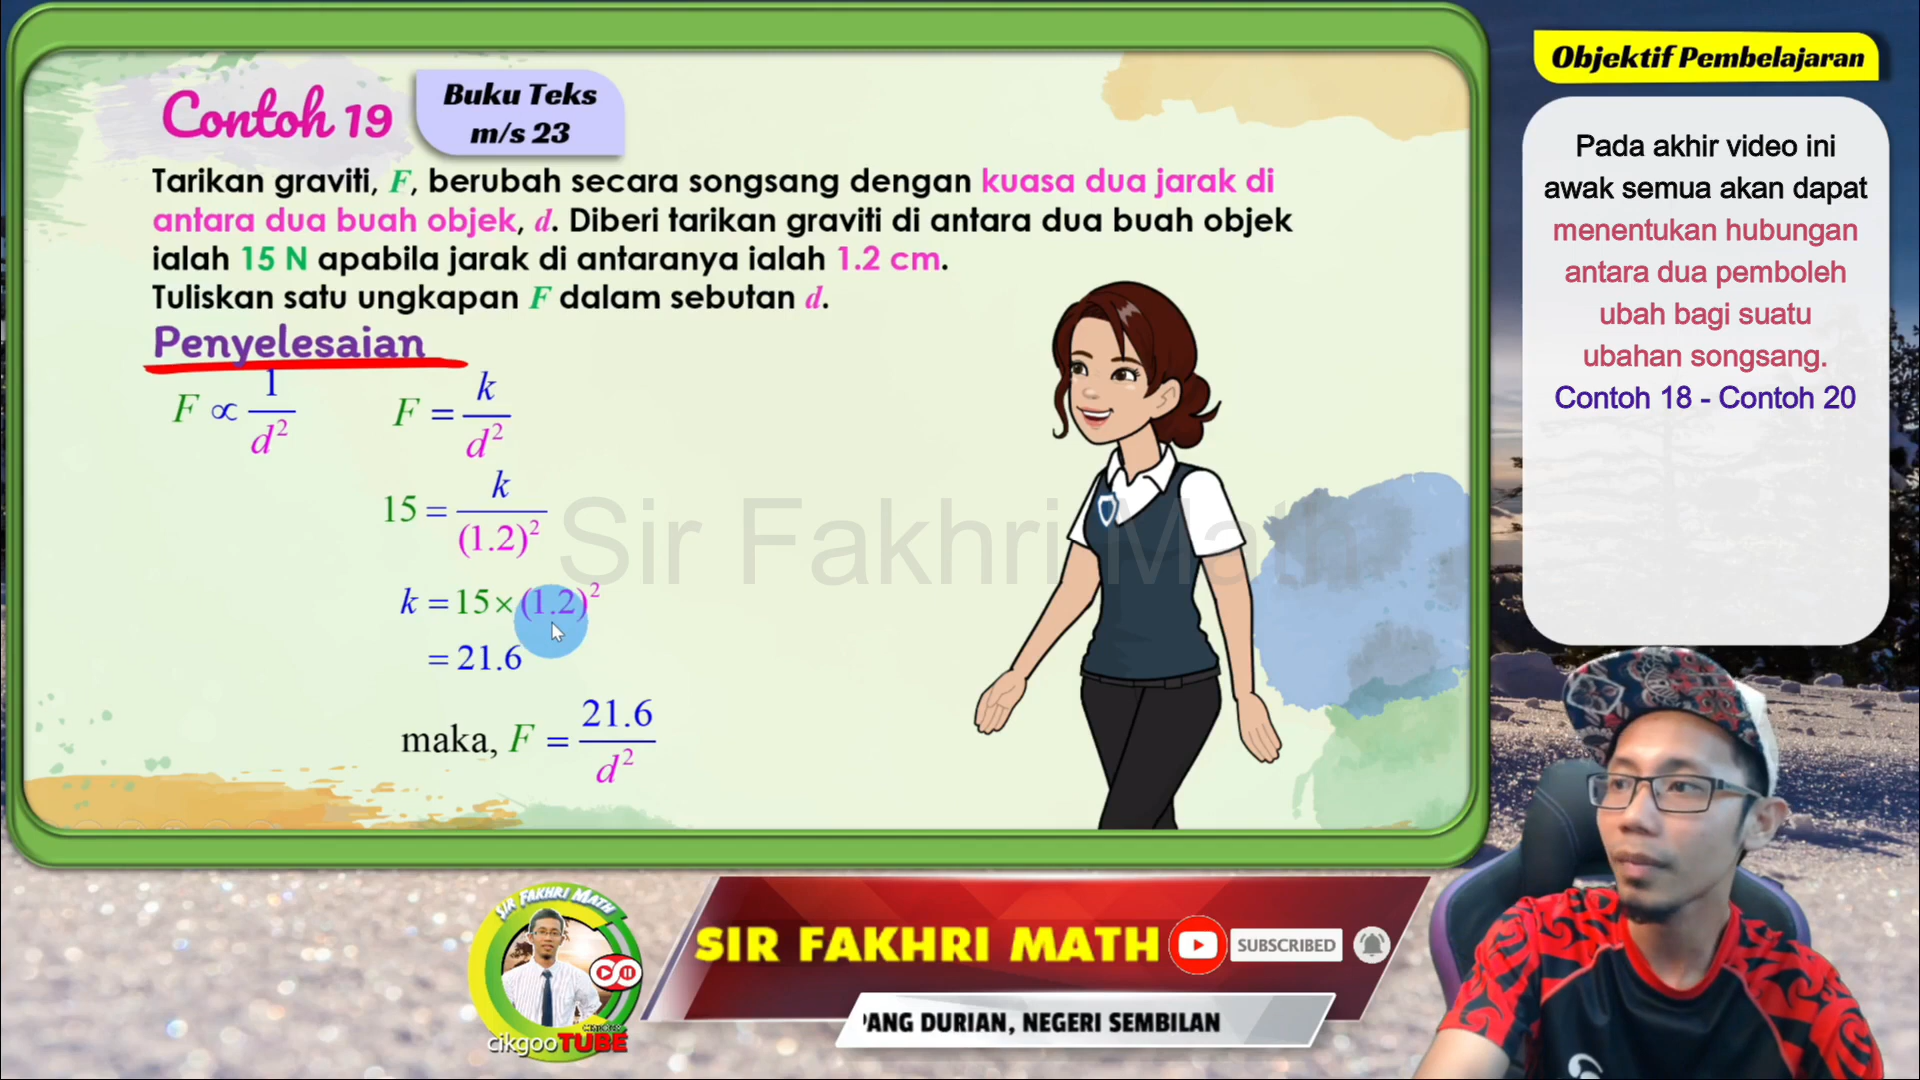 Contoh 19
Buku Teks
m/s 23
Tarikan graviti, F, berubah secara songsang dengan kuasa dua jarak di
antara dua buah objek, d. Diberi tarikan graviti di antara dua buah objek
ialah 15 N apabila jarak di antaranya ialah 1.2 cm.
Tuliskan satu ungkapan F dalam sebutan d.
Penyelesaian
F ∝ 1/d²
F = k/d²
15 = k/(1.2)²
k = 15 × (1.2)²
= 21.6
maka, F = 21.6/d²
Sir Fakhri Math
Objektif Pembelajaran
Pada akhir video ini
awak semua akan dapat
menentukan hubungan
antara dua pemboleh
ubah bagi suatu
ubahan songsang.
Contoh 18 - Contoh 20
SIR FAKHRI MATH
cikgooTUBE
SIR FAKHRI MATH
SUBSCRIBED
PANG DURIAN, NEGERI SEMBILAN